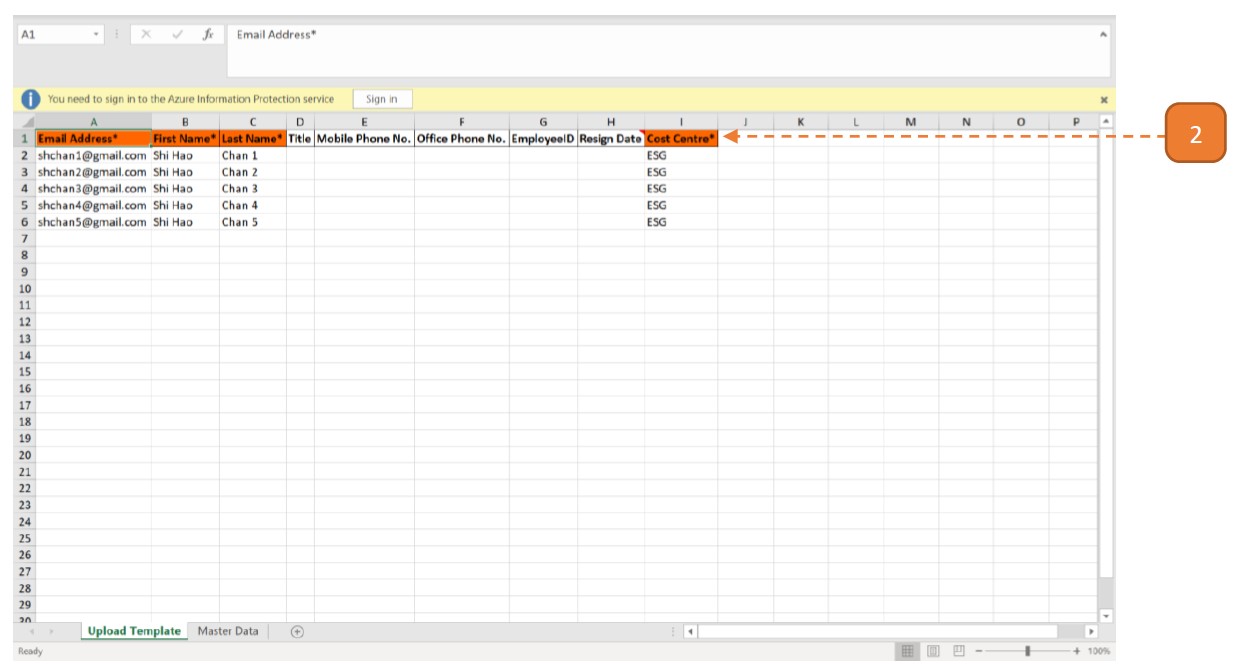 A1 fx Email Address*
You need to sign in to the Azure Information Protection service Sign in
A B C D E F G H I J K L M N O P
1 Email Address* First Name* Last Name* Title Mobile Phone No. Office Phone No. EmployeeID Resign Date Cost Centre* 2
2 shchan1@gmail.com Shi Hao Chan 1 ESG
3 shchan2@gmail.com Shi Hao Chan 2 ESG
4 shchan3@gmail.com Shi Hao Chan 3 ESG
5 shchan4@gmail.com Shi Hao Chan 4 ESG
6 shchan5@gmail.com Shi Hao Chan 5 ESG
7
8
9
10
11
12
13
14
15
16
17
18
19
20
21
22
23
24
25
26
27
28
29
30
Upload Template Master Data
Ready 100%